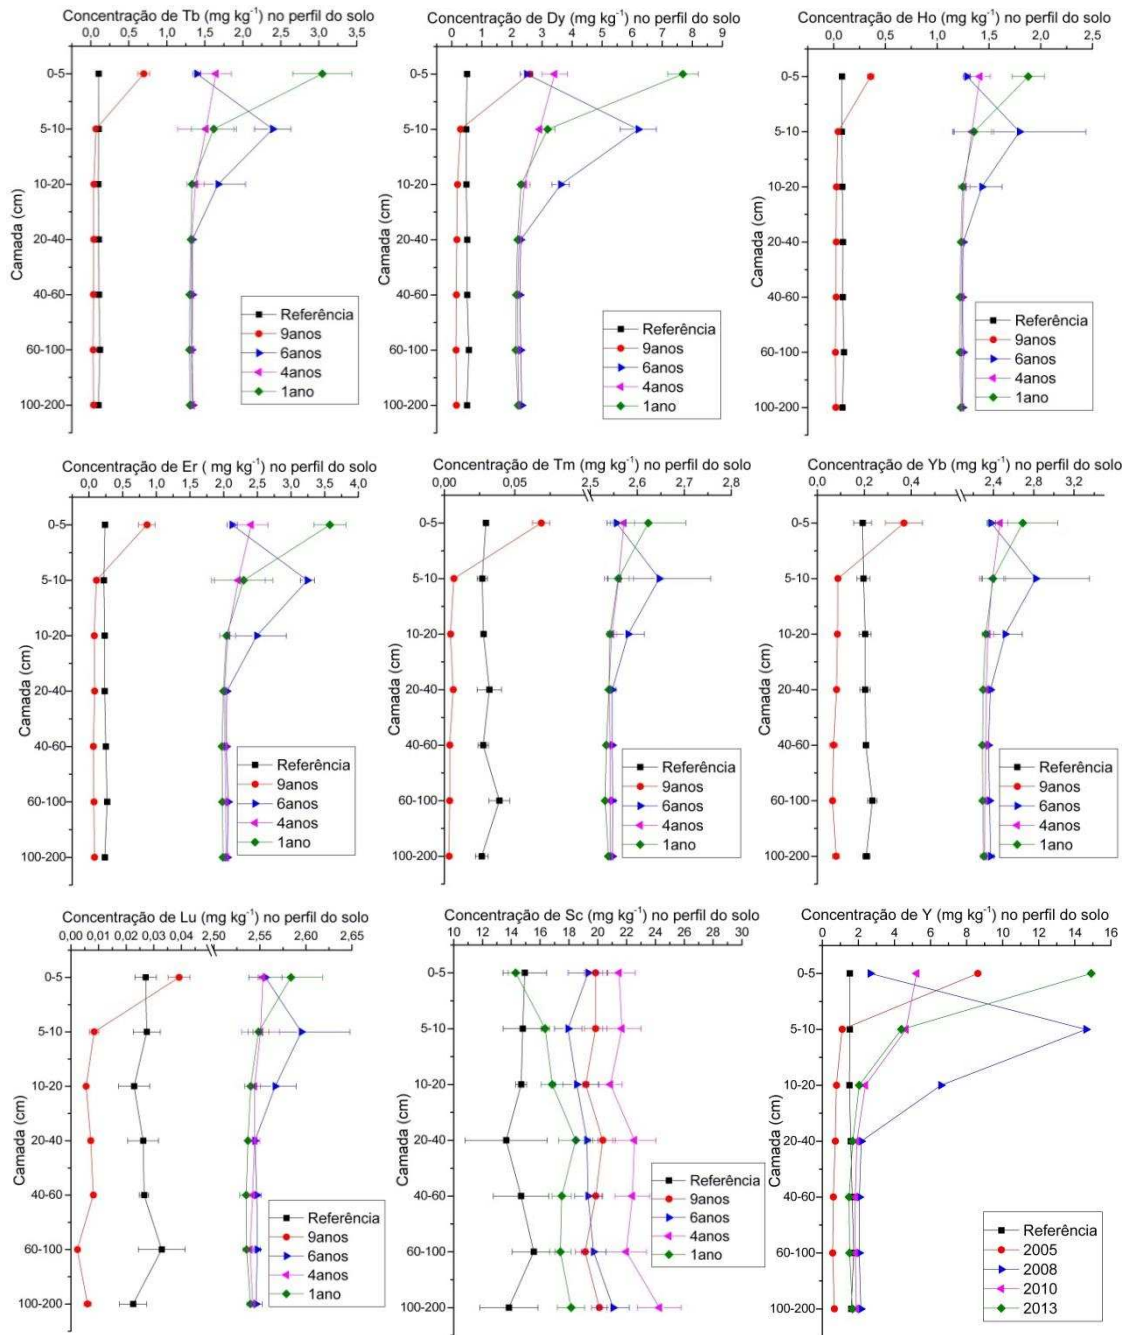 Concentração de Tb (mg kg⁻¹) no perfil do solo
0,0 0,5 1,0 1,5 2,0 2,5 3,0 3,5
Camada (cm)
0-5
5-10
10-20
20-40
40-60
60-100
100-200
Referência
9anos
6anos
4anos
1ano
Concentração de Dy (mg kg⁻¹) no perfil do solo
0 1 2 3 4 5 6 7 8 9
Camada (cm)
0-5
5-10
10-20
20-40
40-60
60-100
100-200
Referência
9anos
6anos
4anos
1ano
Concentração de Ho (mg kg⁻¹) no perfil do solo
0,0 0,5 1,0 1,5 2,0 2,5
Camada (cm)
0-5
5-10
10-20
20-40
40-60
60-100
100-200
Referência
9anos
6anos
4anos
1ano
Concentração de Er ( mg kg⁻¹) no perfil do solo
0,0 0,5 1,0 1,5 2,0 2,5 3,0 3,5 4,0
Camada (cm)
0-5
5-10
10-20
20-40
40-60
60-100
100-200
Referência
9anos
6anos
4anos
1ano
Concentração de Tm (mg kg⁻¹) no perfil do solo
0,00 0,05 2,5 2,6 2,7 2,8
Camada (cm)
0-5
5-10
10-20
20-40
40-60
60-100
100-200
Referência
9anos
6anos
4anos
1ano
Concentração de Yb (mg kg⁻¹) no perfil do solo
0,0 0,4 2,4 2,8 3,2
Camada (cm)
0-5
5-10
10-20
20-40
40-60
60-100
100-200
Referência
9anos
6anos
4anos
1ano
Concentração de Lu (mg kg⁻¹) no perfil do solo
0,00 0,01 0,02 0,03 0,04 2,50 2,55 2,60 2,65
Camada (cm)
0-5
5-10
10-20
20-40
40-60
60-100
100-200
Referência
9anos
6anos
4anos
1ano
Concentração de Sc (mg kg⁻¹) no perfil do solo
10 12 14 16 18 20 22 24 26 28 30
Camada (cm)
0-5
5-10
10-20
20-40
40-60
60-100
100-200
Referência
9anos
6anos
4anos
1ano
Concentração de Y (mg kg⁻¹) no perfil do solo
0 2 4 6 8 10 12 14 16
Camada (cm)
0-5
5-10
10-20
20-40
40-60
60-100
100-200
Referência
2005
2008
2010
2013